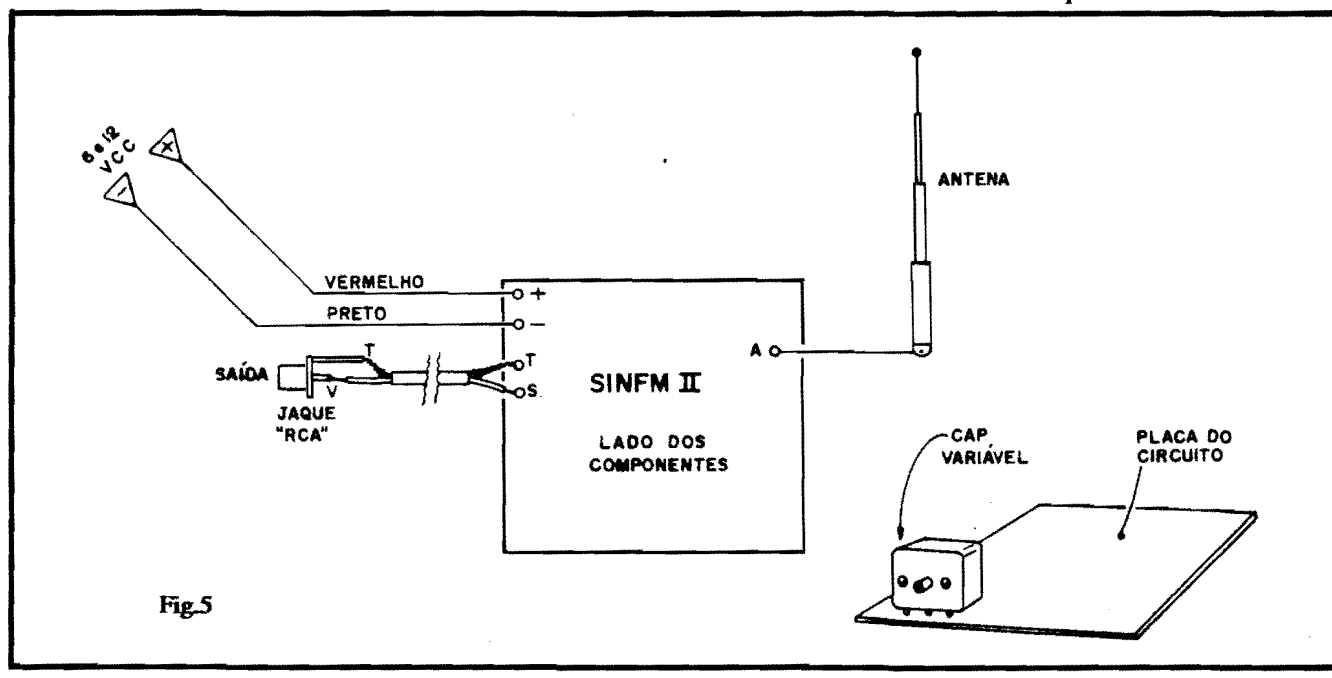 6 a 12
VCC
+
-
VERMELHO
PRETO
+
-
T
T
S
V
SAÍDA
JAQUE
"RCA"
SINFM II
LADO DOS
COMPONENTES
A
ANTENA
CAP
VARIÁVEL
PLACA DO
CIRCUITO
Fig.5